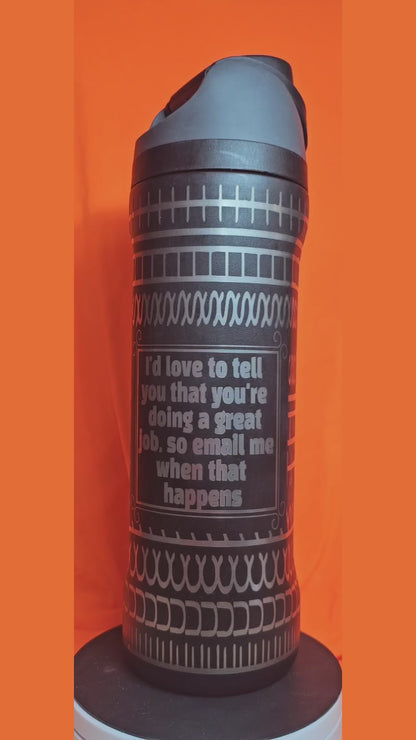 I'd love to tell
you that you're
doing a great
job, so email me
when that
happens